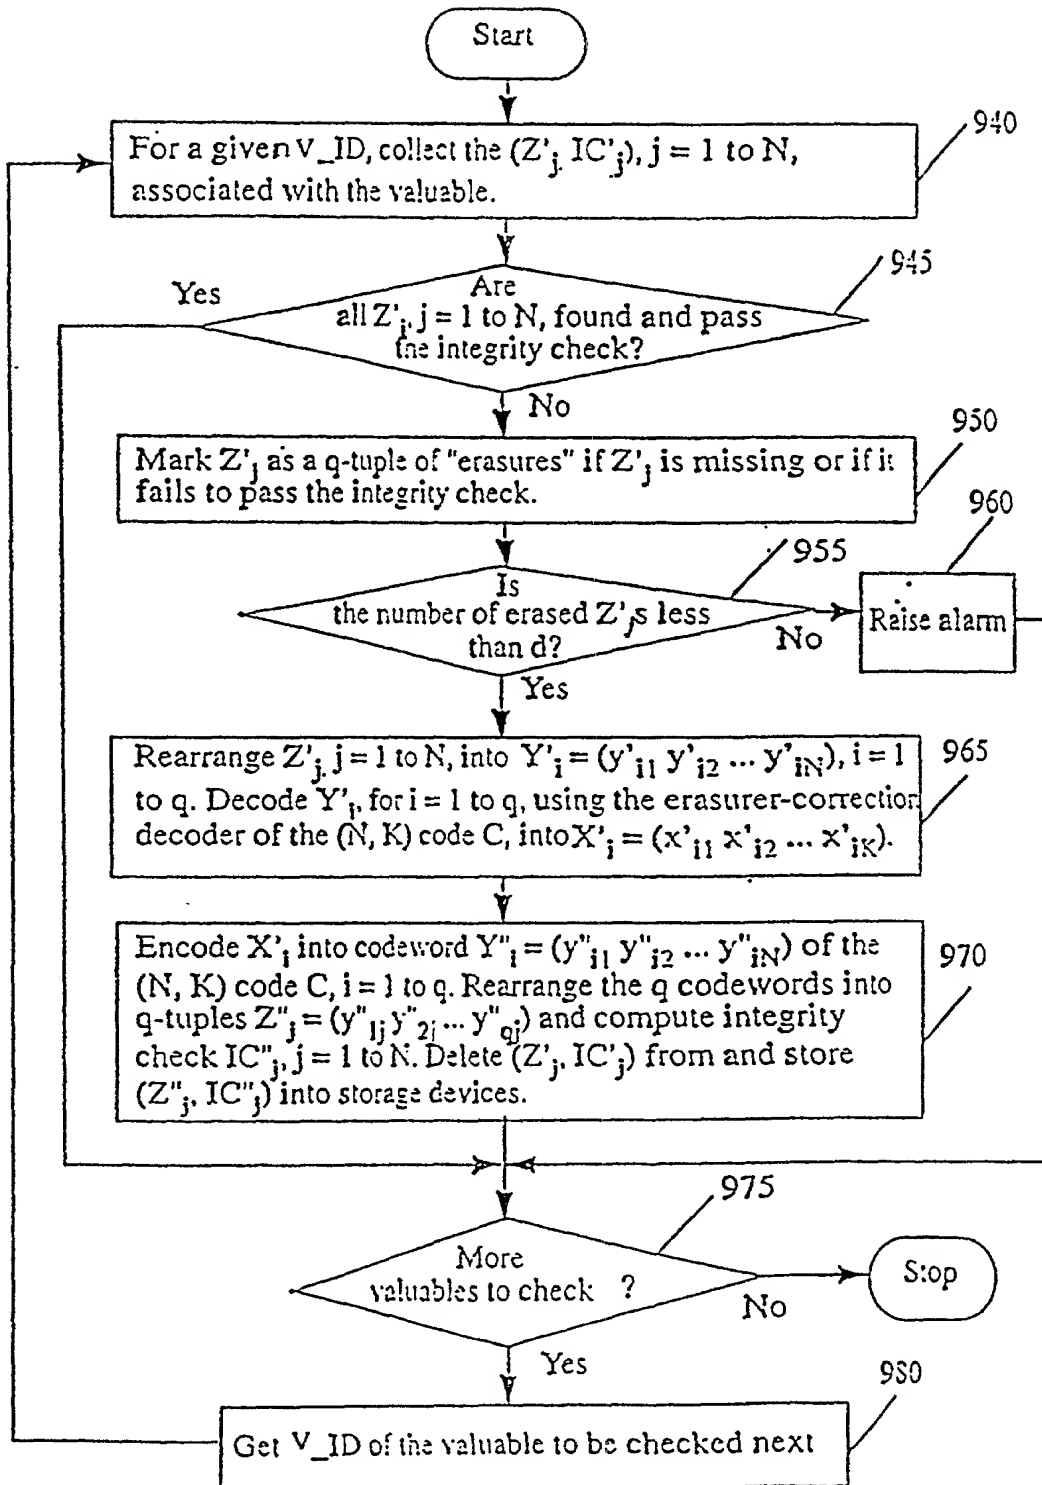 Start
940
For a given V_ID, collect the (Z'j, IC'j), j = 1 to N,
associated with the valuable.
945
Yes
Are
all Z'j, j = 1 to N, found and pass
the integrity check?
No
950
Mark Z'j as a q-tuple of "erasures" if Z'j is missing or if it
fails to pass the integrity check.
960
955
Is
the number of erased Z'js less
than d?
No
Raise alarm
Yes
965
Rearrange Z'j, j = 1 to N, into Y'i = (y'i1 y'i2 ... y'iN), i = 1
to q. Decode Y'i, for i = 1 to q, using the erasurer-correction
decoder of the (N, K) code C, into X'i = (x'i1 x'i2 ... x'iK).
970
Encode X'i into codeword Y"i = (y"i1 y"i2 ... y"iN) of the
(N, K) code C, i = 1 to q. Rearrange the q codewords into
q-tuples Z"j = (y"1j y"2j ... y"qj) and compute integrity
check IC"j, j = 1 to N. Delete (Z'j, IC'j) from and store
(Z"j, IC"j) into storage devices.
975
More
valuables to check ?
No
Stop
Yes
980
Get V_ID of the valuable to be checked next